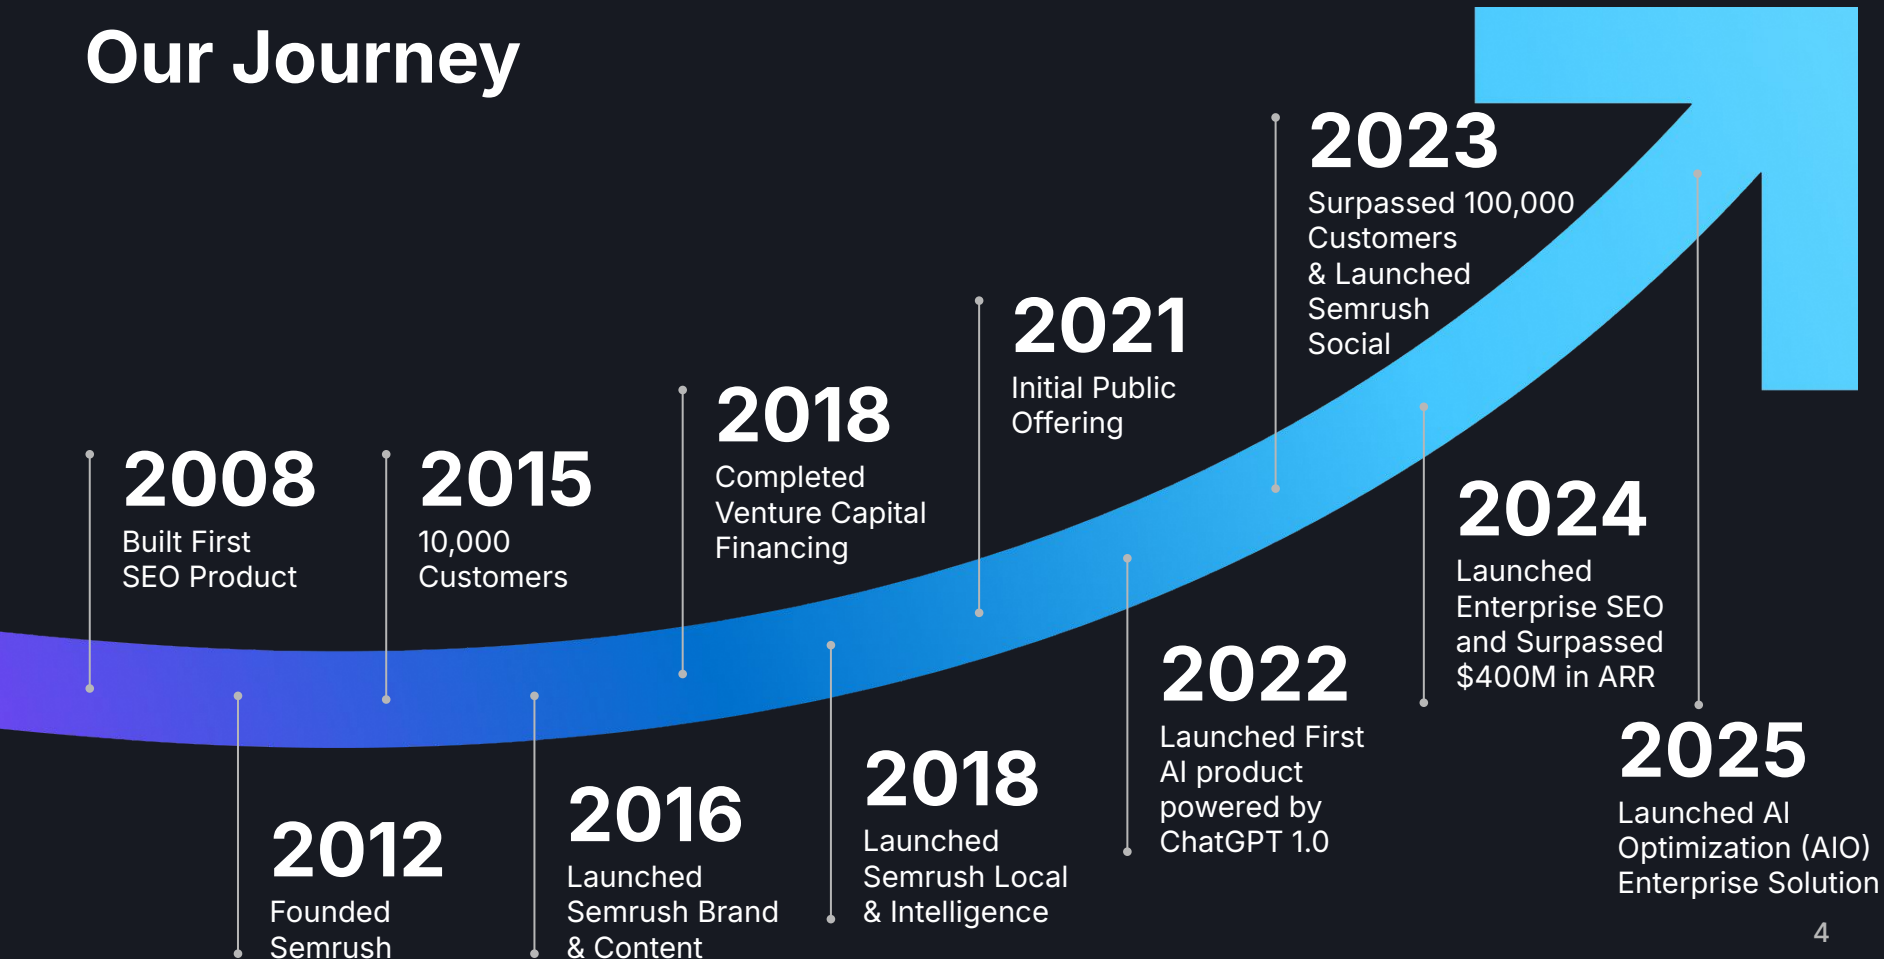 Our Journey
2008
Built First
SEO Product
2012
Founded
Semrush
2015
10,000
Customers
2016
Launched
Semrush Brand
& Content
2018
Completed
Venture Capital
Financing
2018
Launched
Semrush Local
& Intelligence
2021
Initial Public
Offering
2022
Launched First
AI product
powered by
ChatGPT 1.0
2023
Surpassed 100,000
Customers
& Launched
Semrush
Social
2024
Launched
Enterprise SEO
and Surpassed
$400M in ARR
2025
Launched AI
Optimization (AIO)
Enterprise Solution
4